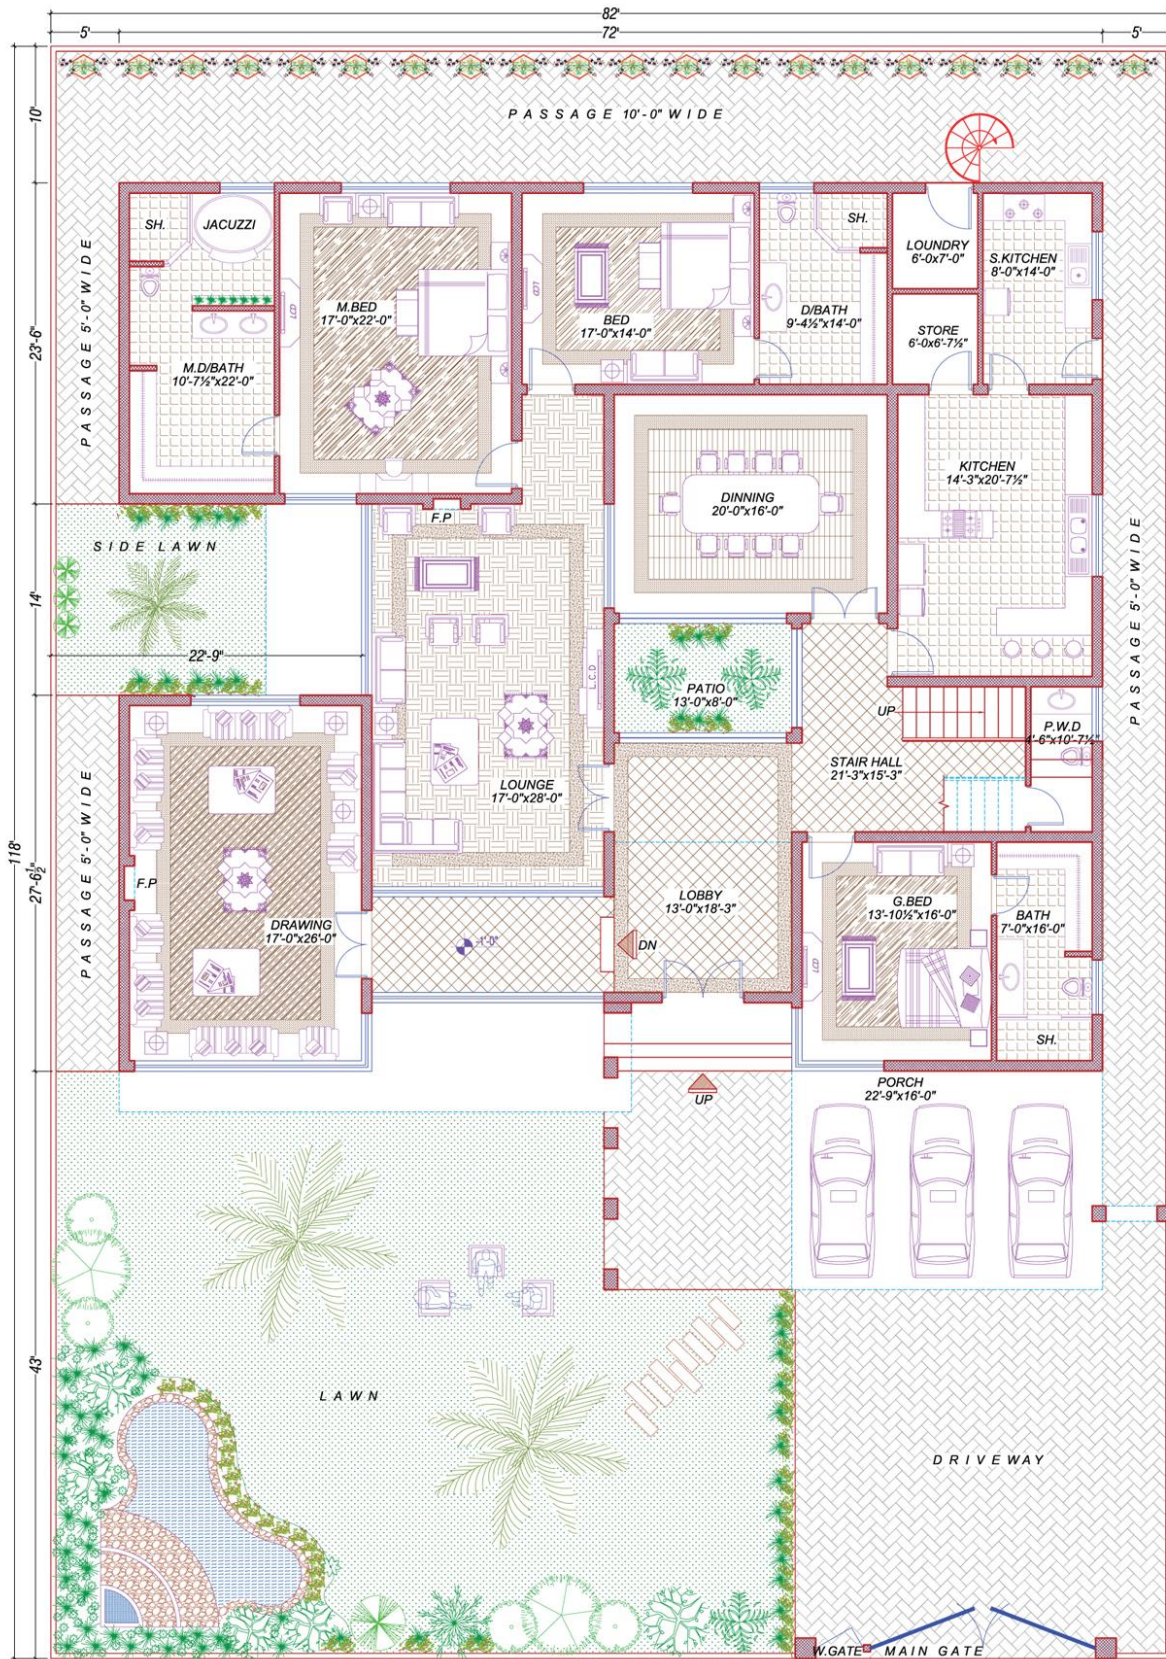 82'
5'
72'
5'
PASSAGE 10'-0" WIDE
10'
SH.
JACUZZI
LOUNDRY
6'-0x7'-0"
S.KITCHEN
8'-0"x14'-0"
SH.
PASSAGE 5'-0" WIDE
LCD
M.BED
17'-0"x22'-0"
LCD
BED
17'-0"x14'-0"
D/BATH
9'-4½"x14'-0"
STORE
6'-0x6'-7½"
23'-6"
M.D/BATH
10'-7½"x22'-0"
KITCHEN
14'-3"x20'-7½"
DINNING
20'-0"x16'-0"
F.P
SIDE LAWN
14'
22'-9"
PASSAGE 5'-0" WIDE
L.C.D
PATIO
13'-0"x8'-0"
UP
P.W.D
4'-6"x10'-7½"
STAIR HALL
21'-3"x15'-3"
LOUNGE
17'-0"x28'-0"
PASSAGE 5'-0" WIDE
118'
27'-6½"
F.P
DRAWING
17'-0"x26'-0"
-1'-0"
LOBBY
13'-0"x18'-3"
DN
G.BED
13'-10½"x16'-0"
LCD
BATH
7'-0"x16'-0"
SH.
UP
PORCH
22'-9"x16'-0"
43'
LAWN
DRIVEWAY
W.GATE
MAIN GATE